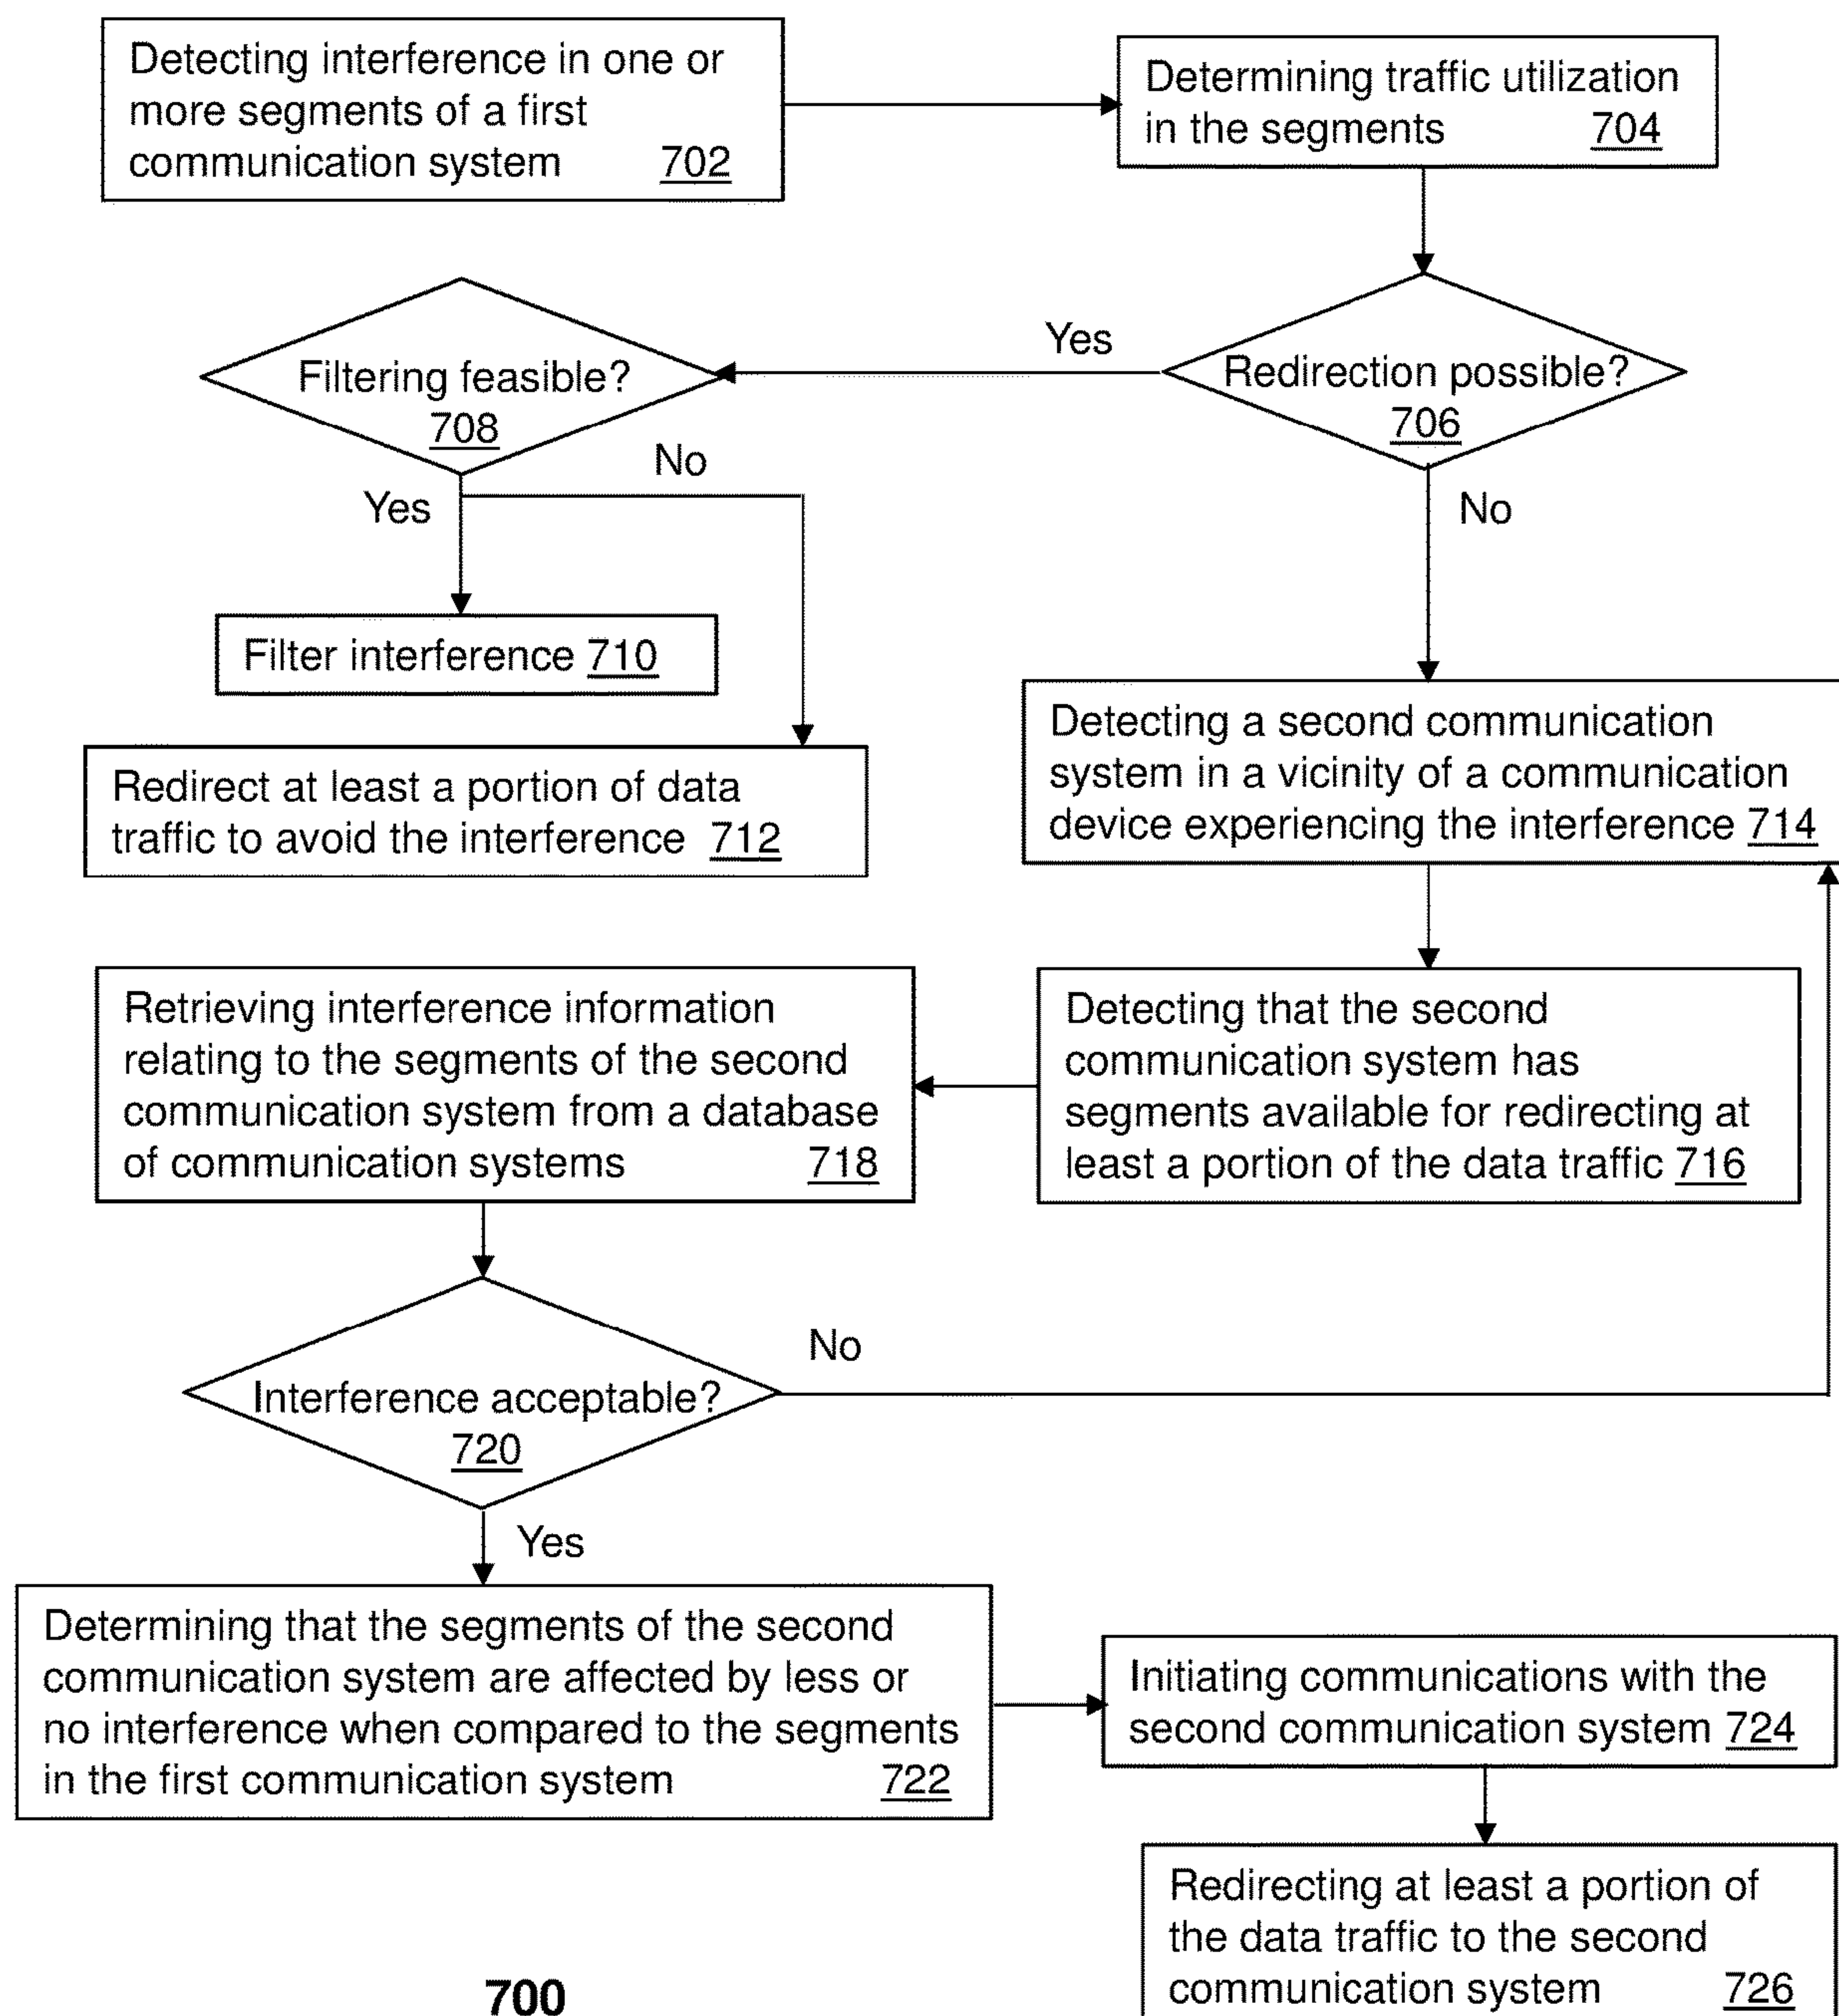 Detecting interference in one or
more segments of a first
communication system 702
Determining traffic utilization
in the segments 704
Redirection possible?
706
Yes
No
Filtering feasible?
708
No
Yes
Filter interference 710
Redirect at least a portion of data
traffic to avoid the interference 712
Detecting a second communication
system in a vicinity of a communication
device experiencing the interference 714
Detecting that the second
communication system has
segments available for redirecting at
least a portion of the data traffic 716
Retrieving interference information
relating to the segments of the second
communication system from a database
of communication systems 718
Interference acceptable?
720
No
Yes
Determining that the segments of the second
communication system are affected by less or
no interference when compared to the segments
in the first communication system 722
Initiating communications with the
second communication system 724
Redirecting at least a portion of
the data traffic to the second
communication system 726
700